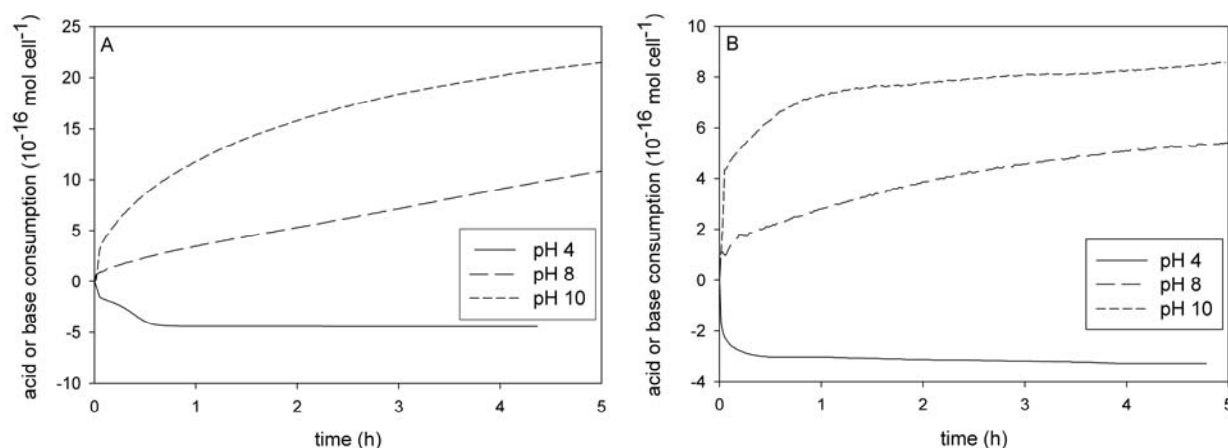 A
acid or base consumption (10⁻¹⁶ mol cell⁻¹)
25
20
15
10
5
0
-5
-10
0 1 2 3 4 5
time (h)
pH 4
pH 8
pH 10
B
acid or base consumption (10⁻¹⁶ mol cell⁻¹)
10
8
6
4
2
0
-2
-4
0 1 2 3 4 5
time (h)
pH 4
pH 8
pH 10